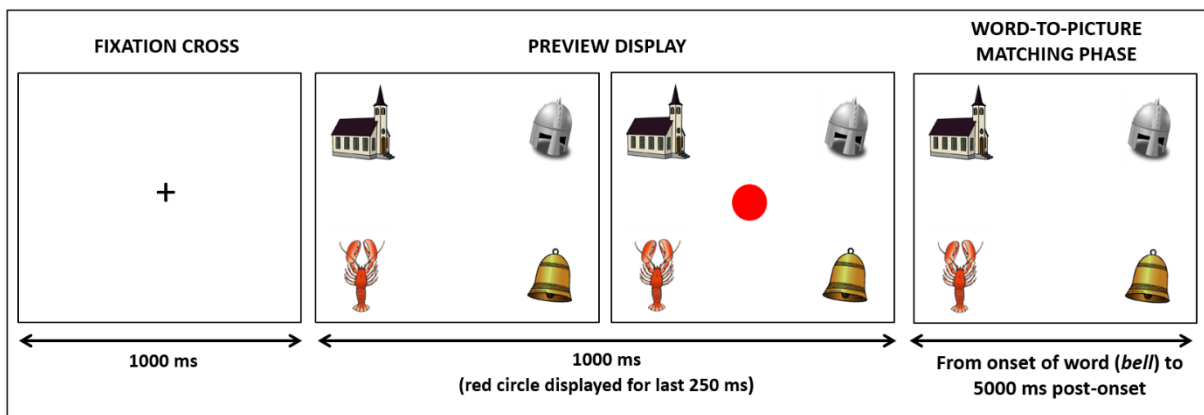 FIXATION CROSS
PREVIEW DISPLAY
WORD-TO-PICTURE
MATCHING PHASE
+
1000 ms
1000 ms
(red circle displayed for last 250 ms)
From onset of word (bell) to
5000 ms post-onset